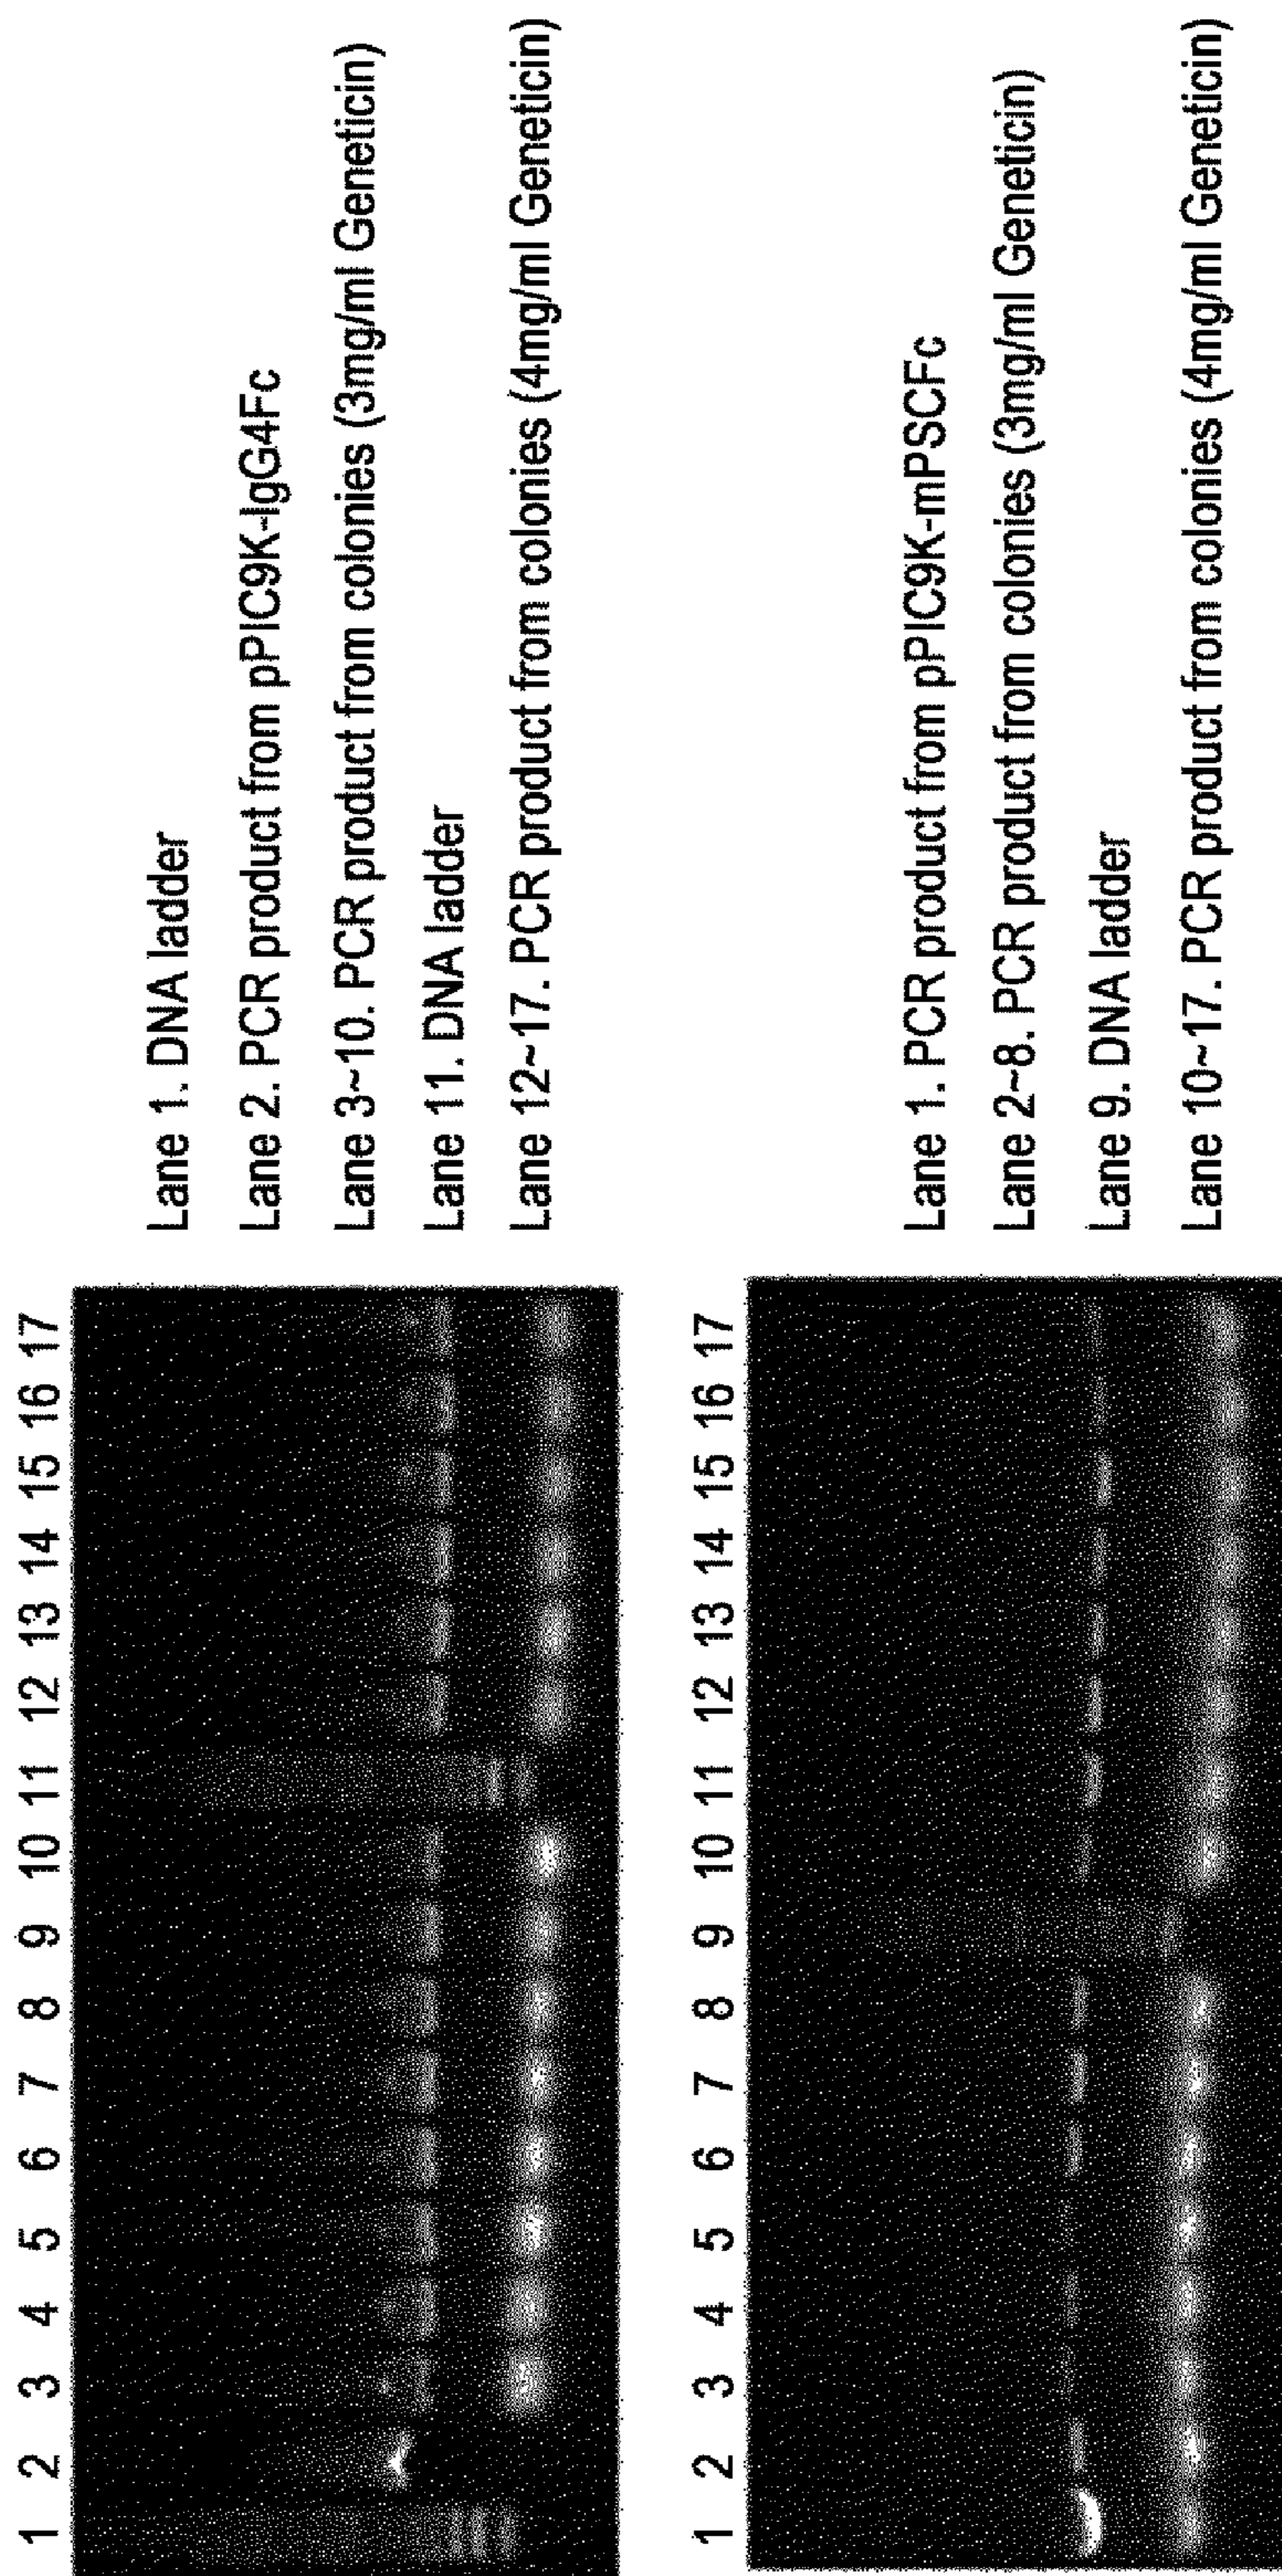 1 2 3 4 5 6 7 8 9 10 11 12 13 14 15 16 17
Lane 1. DNA ladder
Lane 2. PCR product from pPIC9K-IgG4Fc
Lane 3~10. PCR product from colonies (3mg/ml Geneticin)
Lane 11. DNA ladder
Lane 12~17. PCR product from colonies (4mg/ml Geneticin)
1 2 3 4 5 6 7 8 9 10 11 12 13 14 15 16 17
Lane 1. PCR product from pPIC9K-mPSCFc
Lane 2~8. PCR product from colonies (3mg/ml Geneticin)
Lane 9. DNA ladder
Lane 10~17. PCR product from colonies (4mg/ml Geneticin)